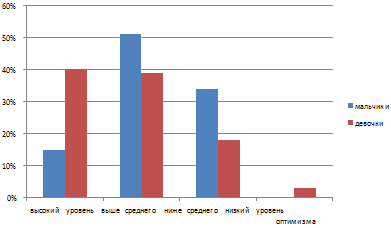 60%
50%
40%
30%
20%
10%
0%
высокий уровень выше среднего ниже среднего низкий уровень
оптимизма
мальчики
девочки